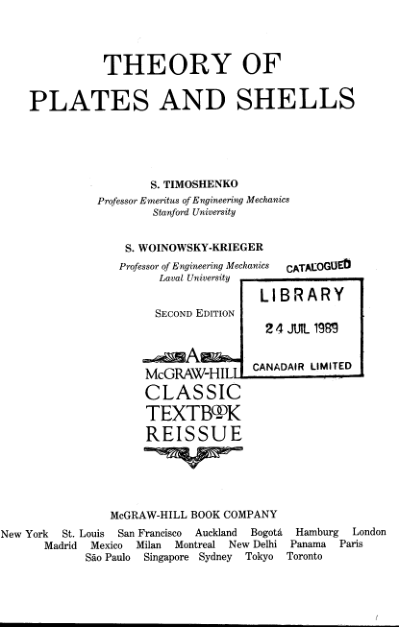 THEORY OF
PLATES AND SHELLS
S. TIMOSHENKO
Professor Emeritus of Engineering Mechanics
Stanford University
S. WOINOWSKY-KRIEGER
Professor of Engineering Mechanics
Laval University
SECOND EDITION
CATALOGUED
LIBRARY
24 JUIL 1989
CANADAIR LIMITED
A
McGRAW-HILL
CLASSIC
TEXTBOOK
REISSUE
McGRAW-HILL BOOK COMPANY
New York St. Louis San Francisco Auckland Bogotá Hamburg London
Madrid Mexico Milan Montreal New Delhi Panama Paris
São Paulo Singapore Sydney Tokyo Toronto